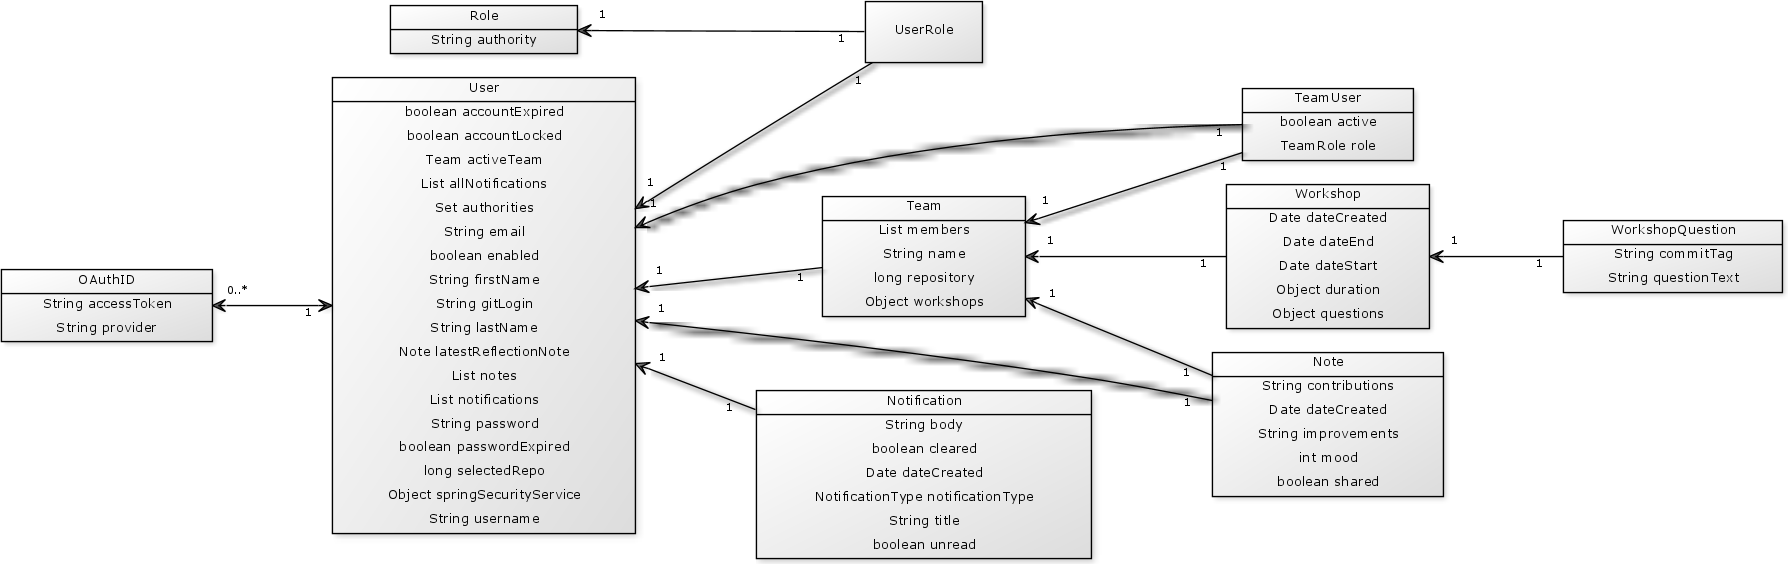 Role
String authority
1
1
UserRole
1
1
User
boolean accountExpired
boolean accountLocked
Team activeTeam
List allNotifications
Set authorities
String email
boolean enabled
String firstName
String gitLogin
String lastName
Note latestReflectionNote
List notes
List notifications
String password
boolean passwordExpired
long selectedRepo
Object springSecurityService
String username
OAuthID
String accessToken
String provider
0..*
1
TeamUser
boolean active
TeamRole role
1
1
1
1
Team
List members
String name
long repository
Object workshops
1
1
Workshop
Date dateCreated
Date dateEnd
Date dateStart
Object duration
Object questions
1
1
WorkshopQuestion
String commitTag
String questionText
1
1
Note
String contributions
Date dateCreated
String improvements
int mood
boolean shared
1
1
1
1
Notification
String body
boolean cleared
Date dateCreated
NotificationType notificationType
String title
boolean unread
1
1